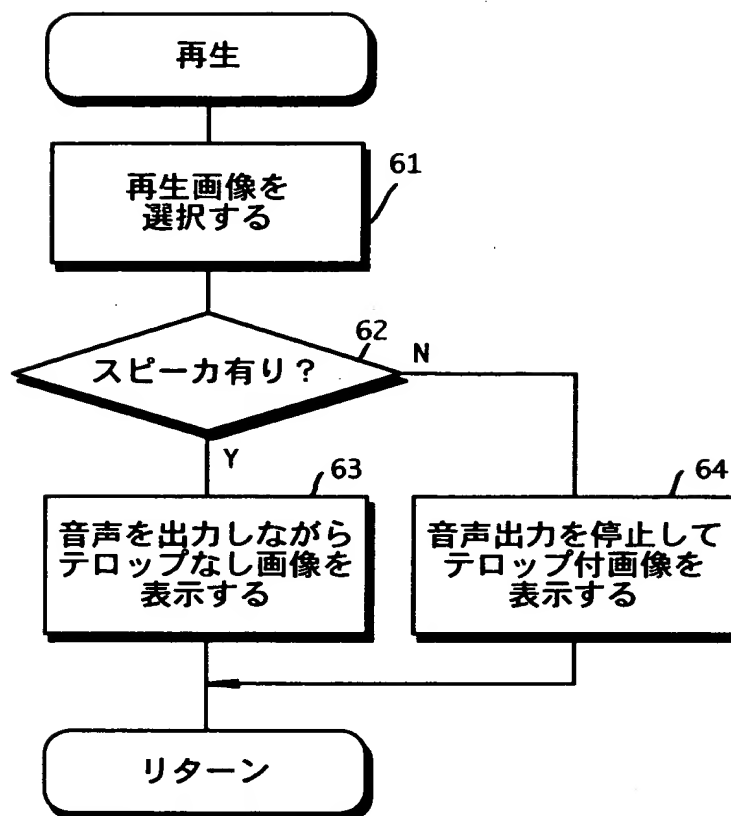 再生
再生画像を
選択する
61
スピーカ有り?
62
N
Y
63
音声を出力しながら
テロップなし画像を
表示する
64
音声出力を停止して
テロップ付画像を
表示する
リターン